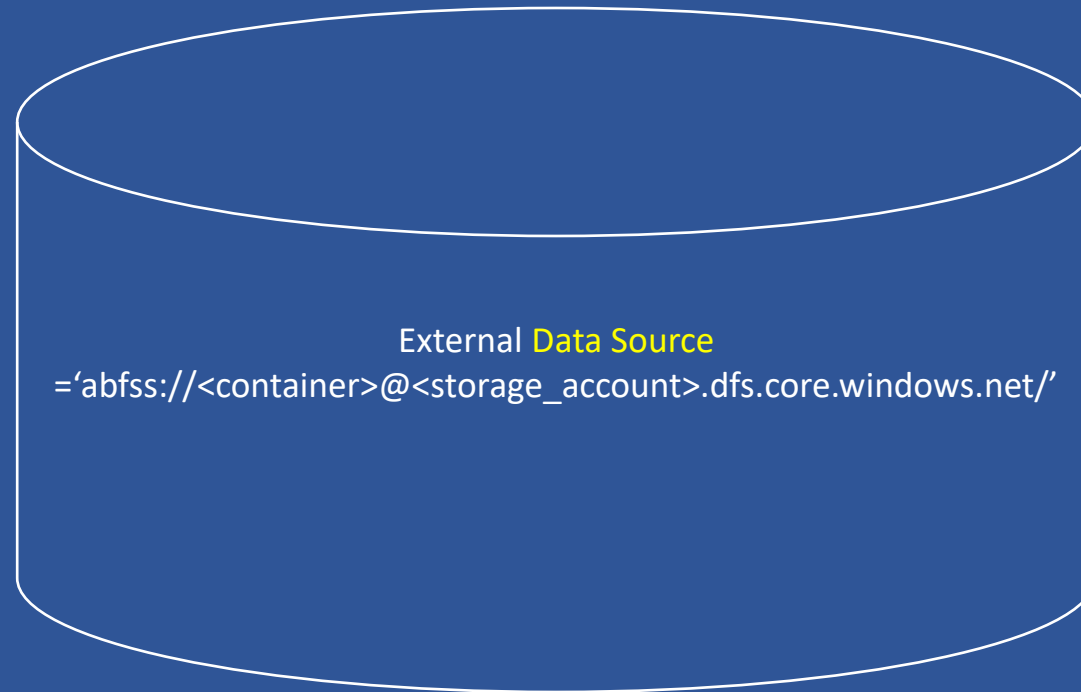 External Data Source
=‘abfss://<container>@<storage_account>.dfs.core.windows.net/’